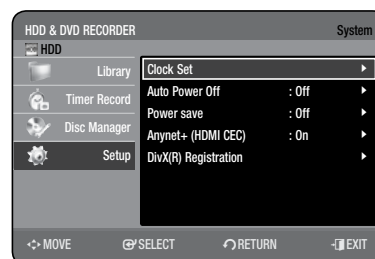 HDD & DVD RECORDER System
HDD
Library
Timer Record
Disc Manager
Setup
Clock Set
Auto Power Off : Off
Power save : Off
Anynet+ (HDMI CEC) : On
DivX(R) Registration
MOVE SELECT RETURN EXIT